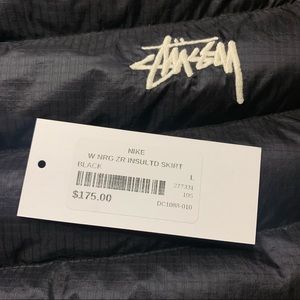 STÜSSY
NIKE
W NRG ZR INSULTD SKIRT
BLACK
L
$175.00
DC1088-010